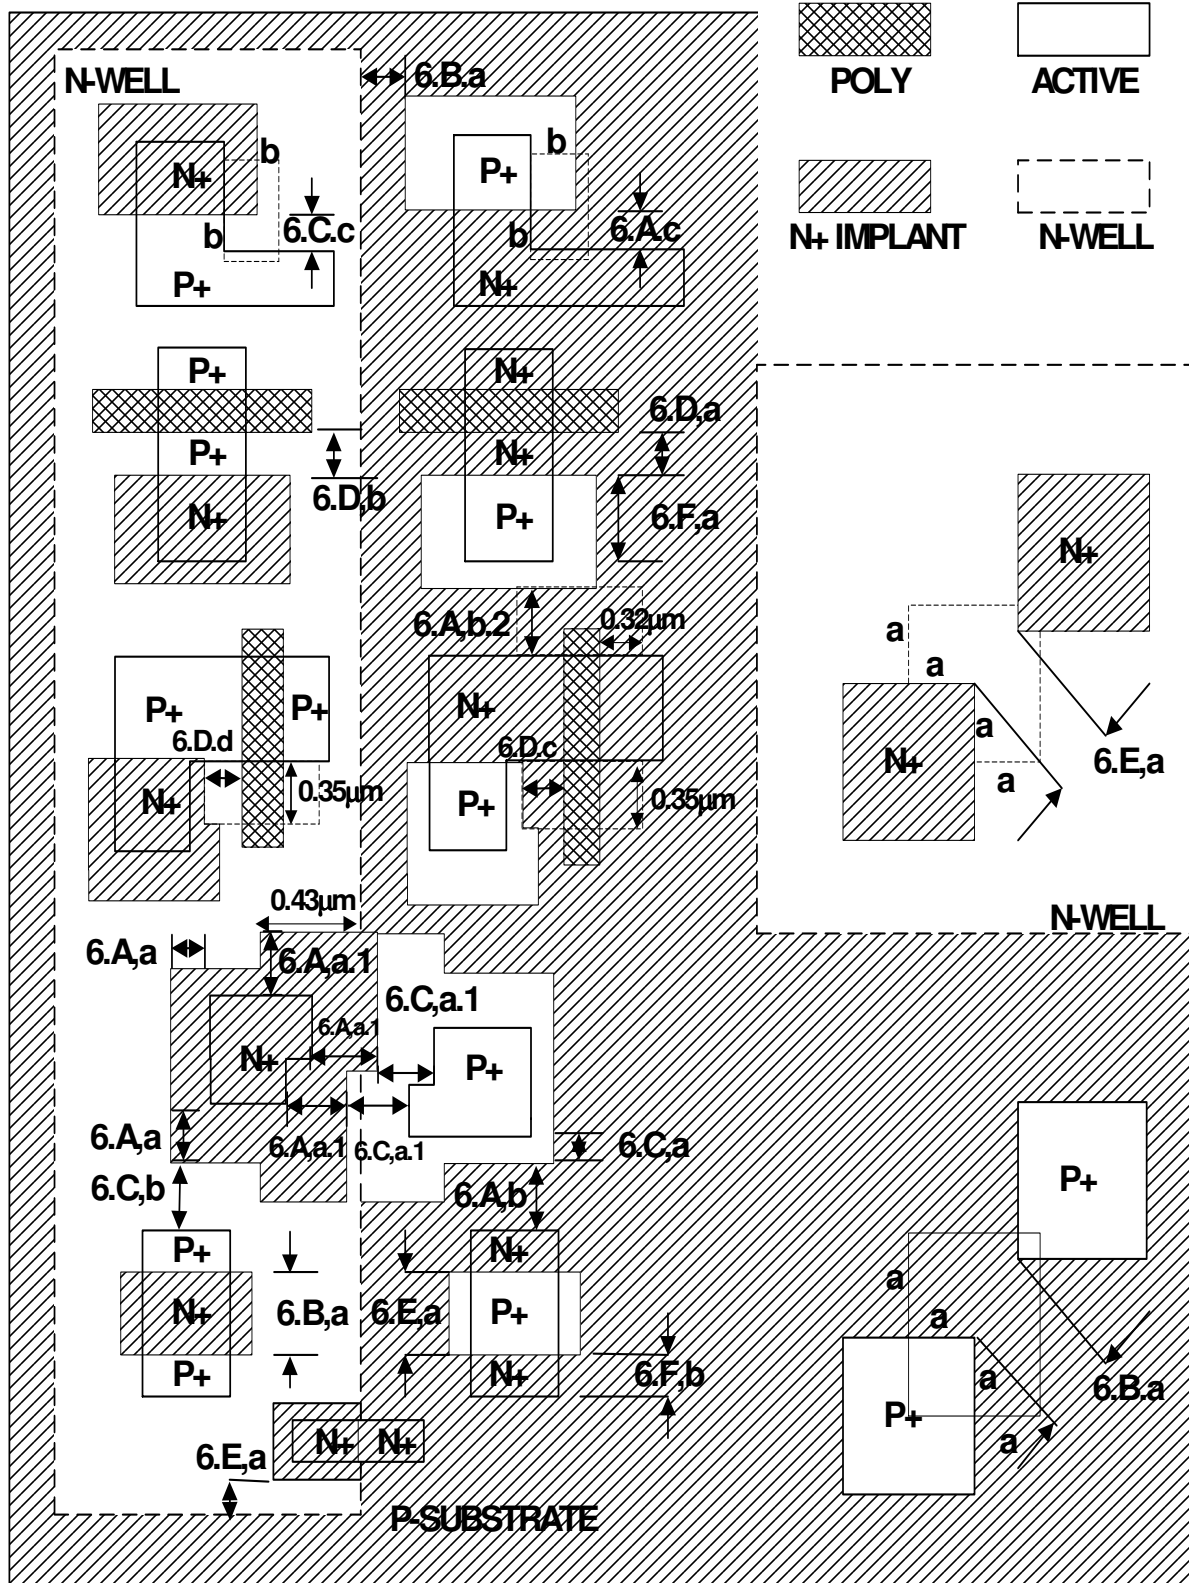 POLY
ACTIVE
N+ IMPLANT
N-WELL
N-WELL
6.B.a
N+
b
b
6.C.c
P+
P+
b
b
6.A.c
N+
P+
P+
6.D,b
N+
N+
N+
6.D,a
P+
6.F,a
6.A,b.2
0.32μm
P+
P+
6.D.d
N+
0.35μm
N+
6.D.c
P+
0.35μm
N+
a
a
a
a
N+
6.E,a
N-WELL
0.43μm
6.A,a
6.A,a.1
6.C,a.1
6.A,a.1
N+
P+
6.A,a
6.A,a.1
6.C,a.1
6.C,a
6.C,b
6.A,b
P+
N+
P+
6.B,a
N+
6.E,a
P+
N+
6.F,b
N+
N+
6.E,a
P-SUBSTRATE
P+
a
a
a
a
P+
6.B.a